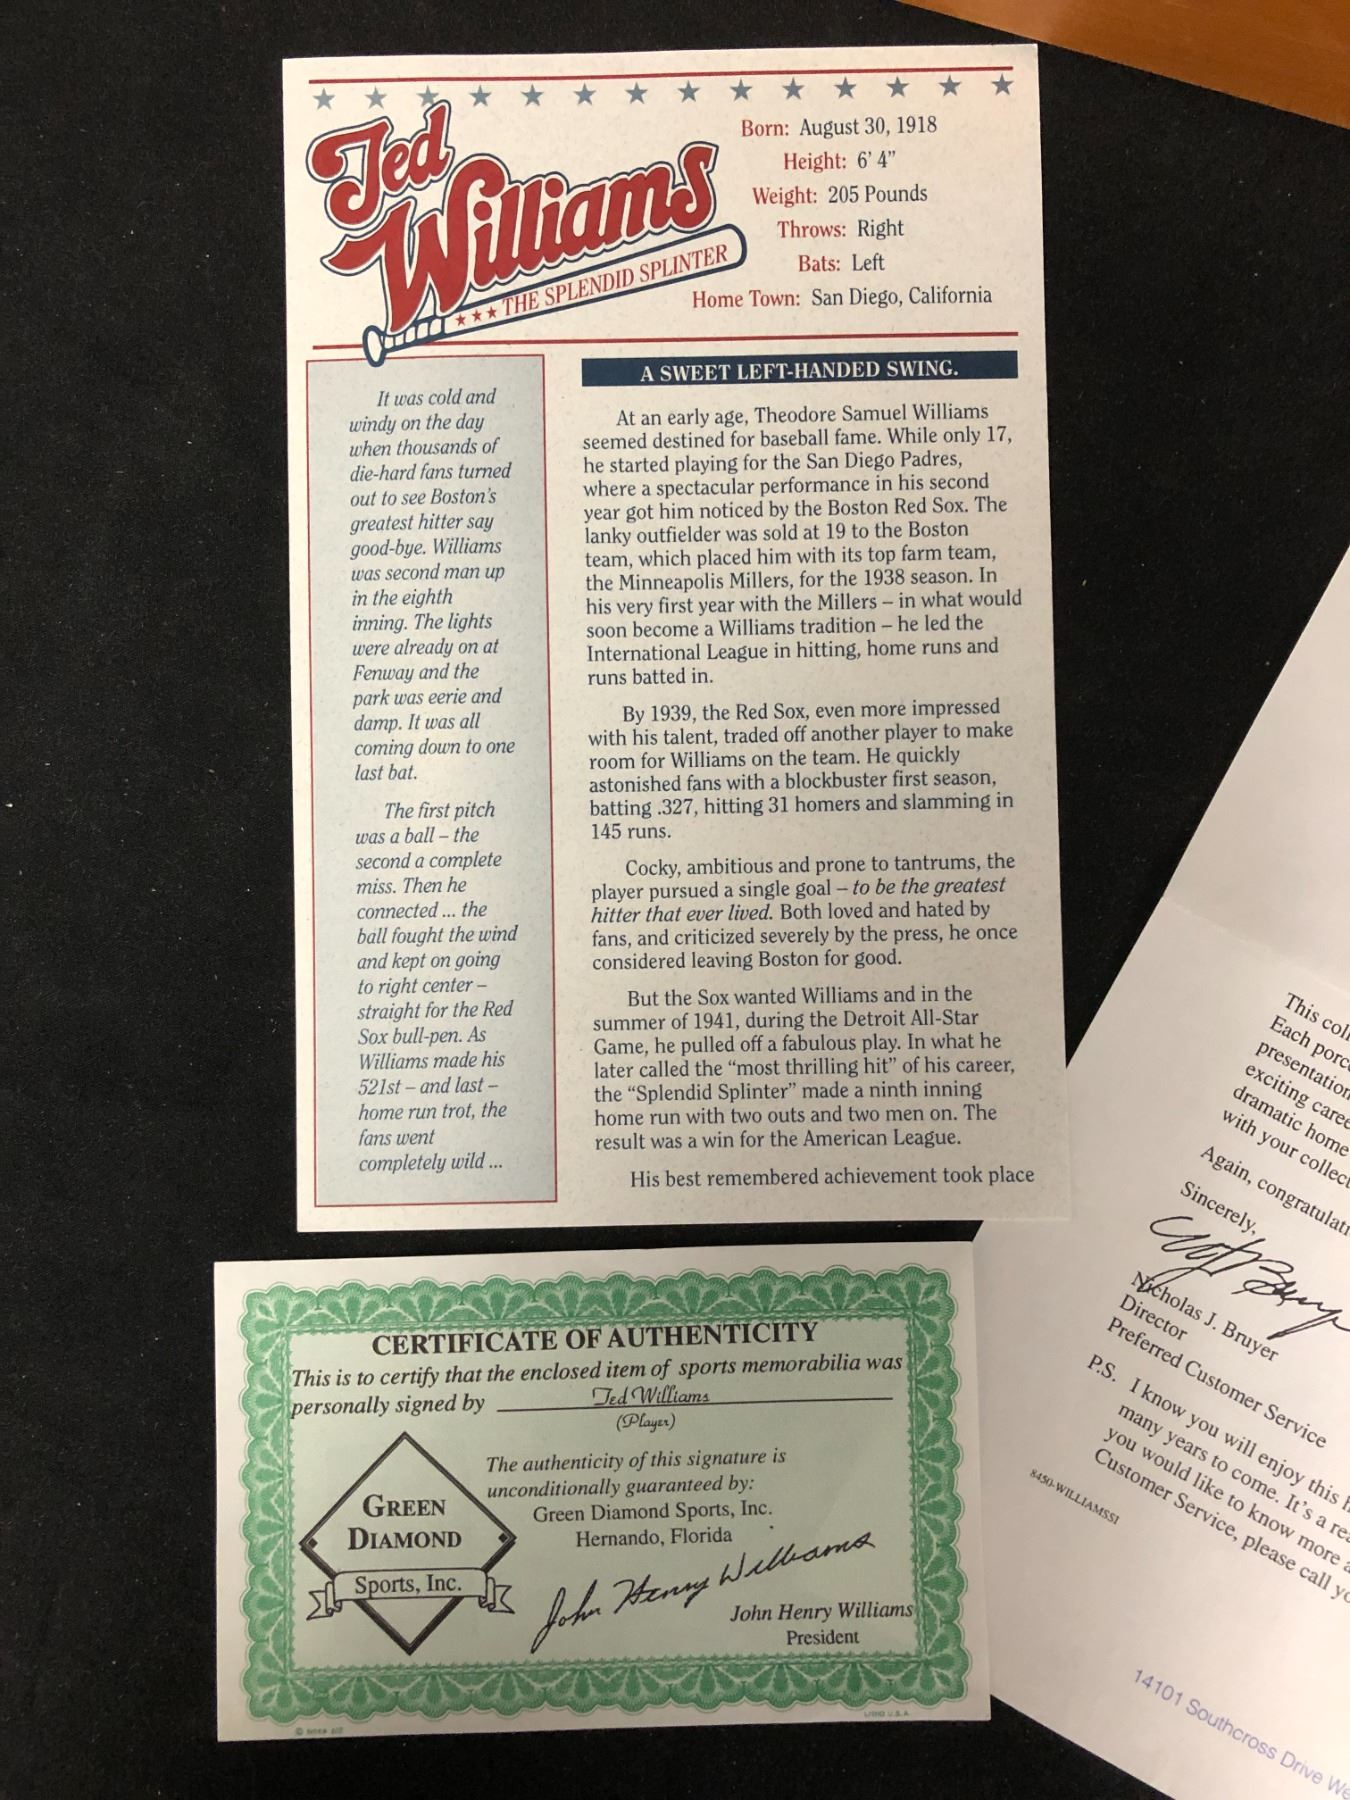 Ted
Williams
★★★ THE SPLENDID SPLINTER
Born: August 30, 1918
Height: 6' 4"
Weight: 205 Pounds
Throws: Right
Bats: Left
Home Town: San Diego, California
It was cold and
windy on the day
when thousands of
die-hard fans turned
out to see Boston's
greatest hitter say
good-bye. Williams
was second man up
in the eighth
inning. The lights
were already on at
Fenway and the
park was eerie and
damp. It was all
coming down to one
last bat.
The first pitch
was a ball – the
second a complete
miss. Then he
connected ... the
ball fought the wind
and kept on going
to right center –
straight for the Red
Sox bull-pen. As
Williams made his
521st – and last –
home run trot, the
fans went
completely wild ...
A SWEET LEFT-HANDED SWING.
At an early age, Theodore Samuel Williams
seemed destined for baseball fame. While only 17,
he started playing for the San Diego Padres,
where a spectacular performance in his second
year got him noticed by the Boston Red Sox. The
lanky outfielder was sold at 19 to the Boston
team, which placed him with its top farm team,
the Minneapolis Millers, for the 1938 season. In
his very first year with the Millers – in what would
soon become a Williams tradition – he led the
International League in hitting, home runs and
runs batted in.
By 1939, the Red Sox, even more impressed
with his talent, traded off another player to make
room for Williams on the team. He quickly
astonished fans with a blockbuster first season,
batting .327, hitting 31 homers and slamming in
145 runs.
Cocky, ambitious and prone to tantrums, the
player pursued a single goal – to be the greatest
hitter that ever lived. Both loved and hated by
fans, and criticized severely by the press, he once
considered leaving Boston for good.
But the Sox wanted Williams and in the
summer of 1941, during the Detroit All-Star
Game, he pulled off a fabulous play. In what he
later called the "most thrilling hit" of his career,
the "Splendid Splinter" made a ninth inning
home run with two outs and two men on. The
result was a win for the American League.
His best remembered achievement took place
CERTIFICATE OF AUTHENTICITY
This is to certify that the enclosed item of sports memorabilia was
personally signed by Ted Williams
(Player)
The authenticity of this signature is
unconditionally guaranteed by:
Green Diamond Sports, Inc.
Hernando, Florida
John Henry Williams
John Henry Williams
President
GREEN
DIAMOND
Sports, Inc.
This
Each
presentation
exciting
dramatic home
with your
Again,
Sincerely,
Nicholas J. Bruyer
Director
Preferred Customer Service
P.S. I know you will enjoy this
many years to come. It's a
you would like to know more
Customer Service, please call
8450-WILLIAMSSI
14101 Southcross Drive